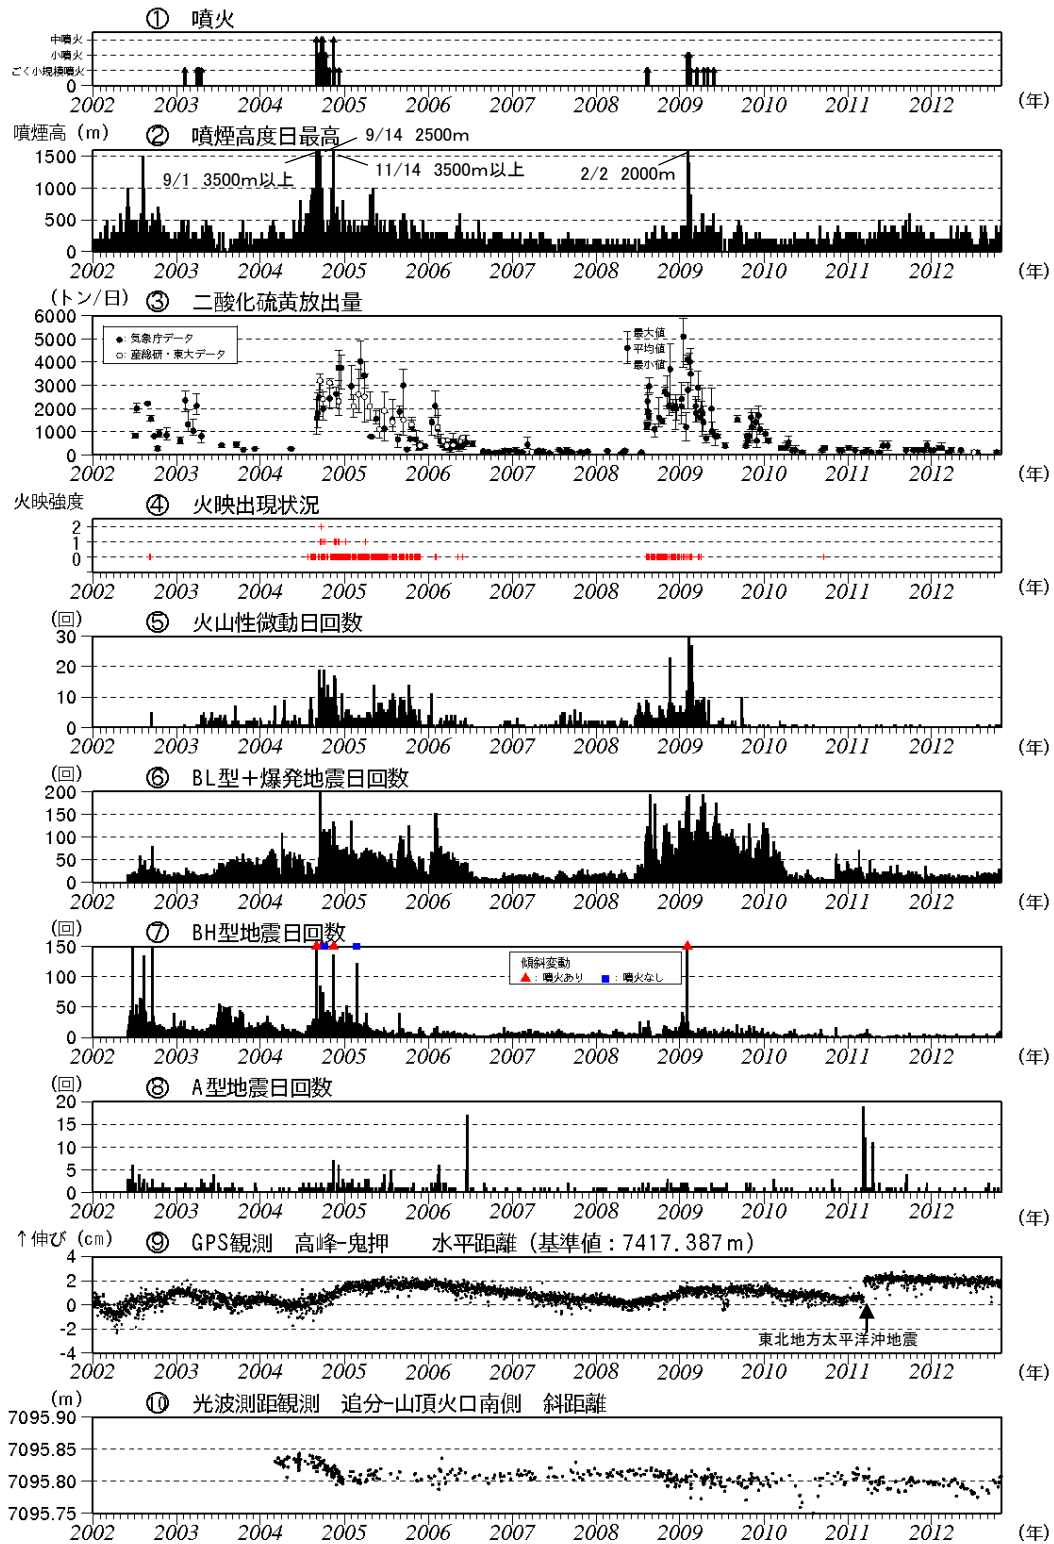 ① 噴火
中噴火
小噴火
ごく小規模噴火
0
2002 2003 2004 2005 2006 2007 2008 2009 2010 2011 2012 (年)
噴煙高 (m) ② 噴煙高度日最高
9/14 2500m
9/1 3500m以上
11/14 3500m以上
2/2 2000m
1500
1000
500
0
2002 2003 2004 2005 2006 2007 2008 2009 2010 2011 2012 (年)
(トン/日) ③ 二酸化硫黄放出量
6000
5000
4000
3000
2000
1000
0
● : 気象庁データ
○ : 産総研・東大データ
最大値
平均値
最小値
2002 2003 2004 2005 2006 2007 2008 2009 2010 2011 2012 (年)
火映強度 ④ 火映出現状況
2
1
0
2002 2003 2004 2005 2006 2007 2008 2009 2010 2011 2012 (年)
(回) ⑤ 火山性微動日回数
30
20
10
0
2002 2003 2004 2005 2006 2007 2008 2009 2010 2011 2012 (年)
(回) ⑥ BL型+爆発地震日回数
200
150
100
50
0
2002 2003 2004 2005 2006 2007 2008 2009 2010 2011 2012 (年)
(回) ⑦ BH型地震日回数
150
100
50
0
傾斜変動
▲ : 噴火あり ■ : 噴火なし
2002 2003 2004 2005 2006 2007 2008 2009 2010 2011 2012 (年)
(回) ⑧ A型地震日回数
20
15
10
5
0
2002 2003 2004 2005 2006 2007 2008 2009 2010 2011 2012 (年)
↑伸び (cm) ⑨ GPS観測 高峰-鬼押 水平距離 (基準値:7417.387m)
4
2
0
-2
-4
東北地方太平洋沖地震
2002 2003 2004 2005 2006 2007 2008 2009 2010 2011 2012 (年)
(m) ⑩ 光波測距観測 追分-山頂火口南側 斜距離
7095.90
7095.85
7095.80
7095.75
2002 2003 2004 2005 2006 2007 2008 2009 2010 2011 2012 (年)